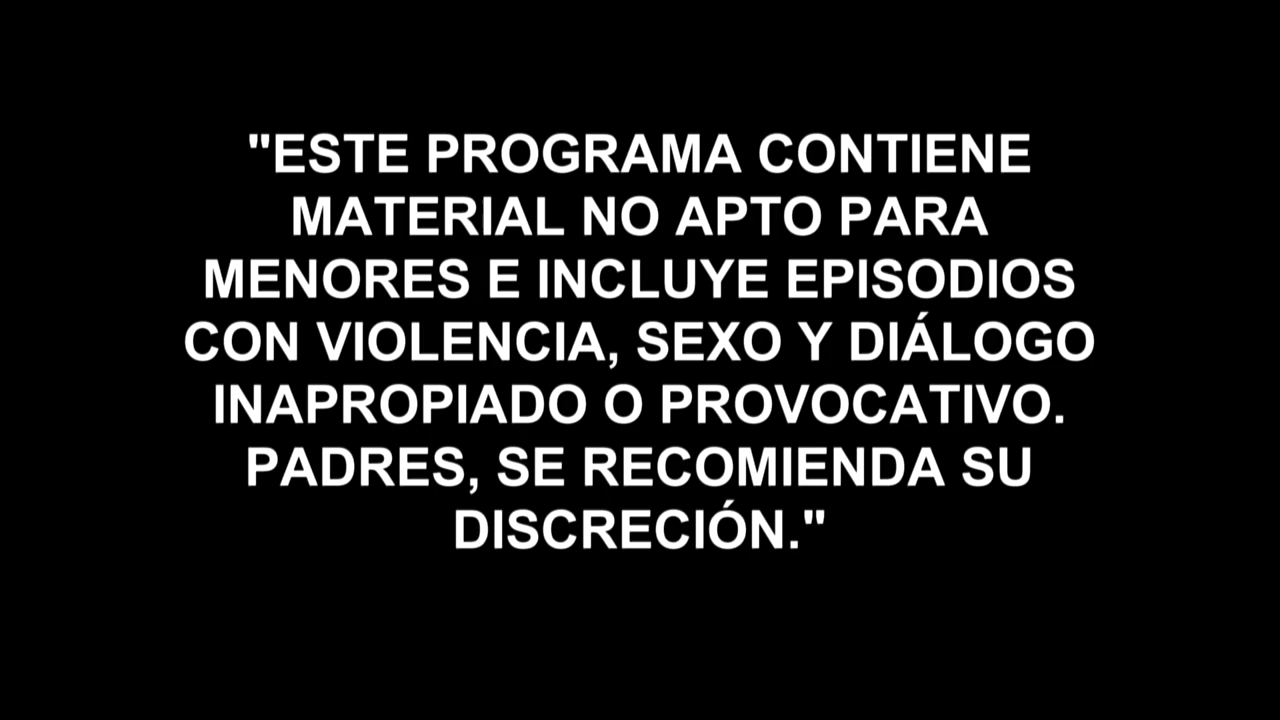 "ESTE PROGRAMA CONTIENE
MATERIAL NO APTO PARA
MENORES E INCLUYE EPISODIOS
CON VIOLENCIA, SEXO Y DIÁLOGO
INAPROPIADO O PROVOCATIVO.
PADRES, SE RECOMIENDA SU
DISCRECIÓN."